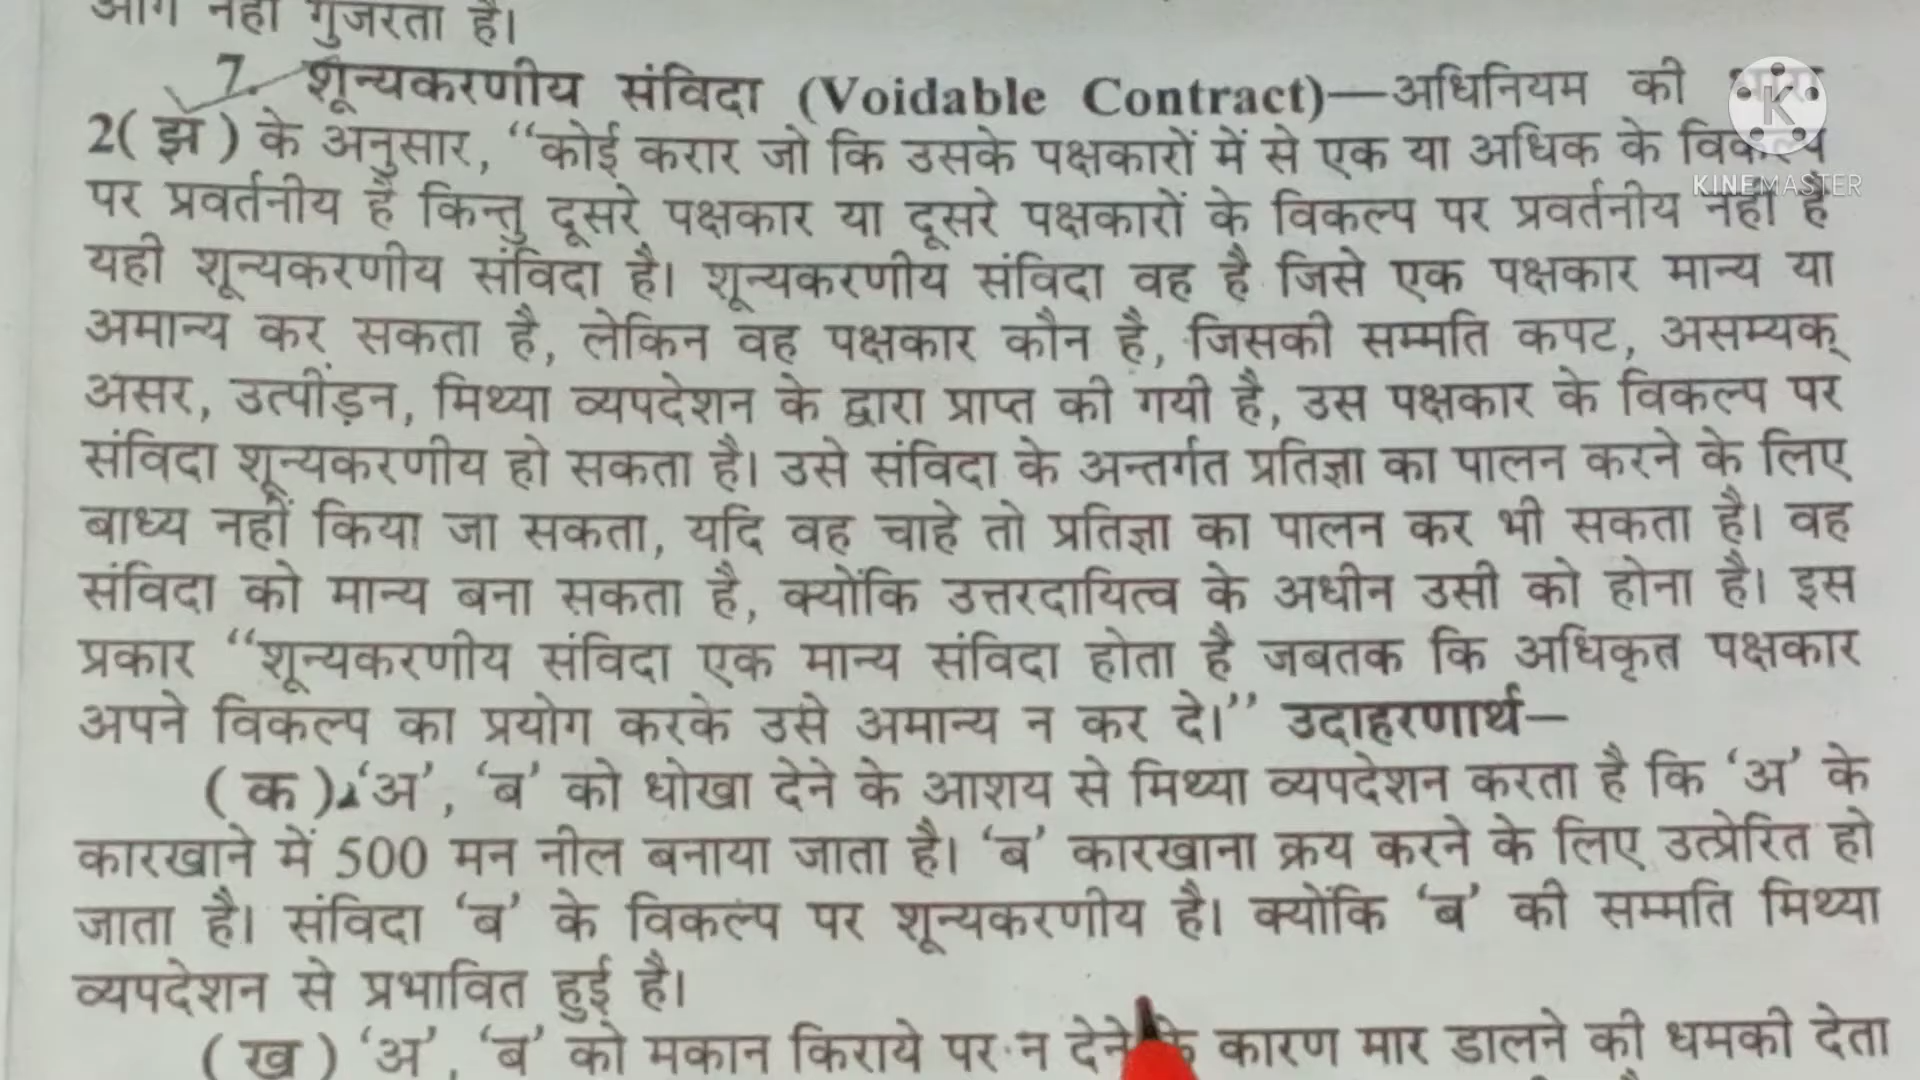 नहीं गुजरता है।
7. शून्यकरणीय संविदा (Voidable Contract)—अधिनियम की
2(झ) के अनुसार, “कोई करार जो कि उसके पक्षकारों में से एक या अधिक के विकल्प
पर प्रवर्तनीय है किन्तु दूसरे पक्षकार या दूसरे पक्षकारों के विकल्प पर प्रवर्तनीय नहीं है
यही शून्यकरणीय संविदा है। शून्यकरणीय संविदा वह है जिसे एक पक्षकार मान्य या
अमान्य कर सकता है, लेकिन वह पक्षकार कौन है, जिसकी सम्मति कपट, असम्यक्
असर, उत्पीड़न, मिथ्या व्यपदेशन के द्वारा प्राप्त की गयी है, उस पक्षकार के विकल्प पर
संविदा शून्यकरणीय हो सकता है। उसे संविदा के अन्तर्गत प्रतिज्ञा का पालन करने के लिए
बाध्य नहीं किया जा सकता, यदि वह चाहे तो प्रतिज्ञा का पालन कर भी सकता है। वह
संविदा को मान्य बना सकता है, क्योंकि उत्तरदायित्व के अधीन उसी को होना है। इस
प्रकार “शून्यकरणीय संविदा एक मान्य संविदा होता है जबतक कि अधिकृत पक्षकार
अपने विकल्प का प्रयोग करके उसे अमान्य न कर दे।” उदाहरणार्थ—
(क) ‘अ’, ‘ब’ को धोखा देने के आशय से मिथ्या व्यपदेशन करता है कि ‘अ’ के
कारखाने में 500 मन नील बनाया जाता है। ‘ब’ कारखाना क्रय करने के लिए उत्प्रेरित हो
जाता है। संविदा ‘ब’ के विकल्प पर शून्यकरणीय है। क्योंकि ‘ब’ की सम्मति मिथ्या
व्यपदेशन से प्रभावित हुई है।
(ख) ‘अ’, ‘ब’ को मकान किराये पर न देने के कारण मार डालने की धमकी देता
K
KINEMASTER